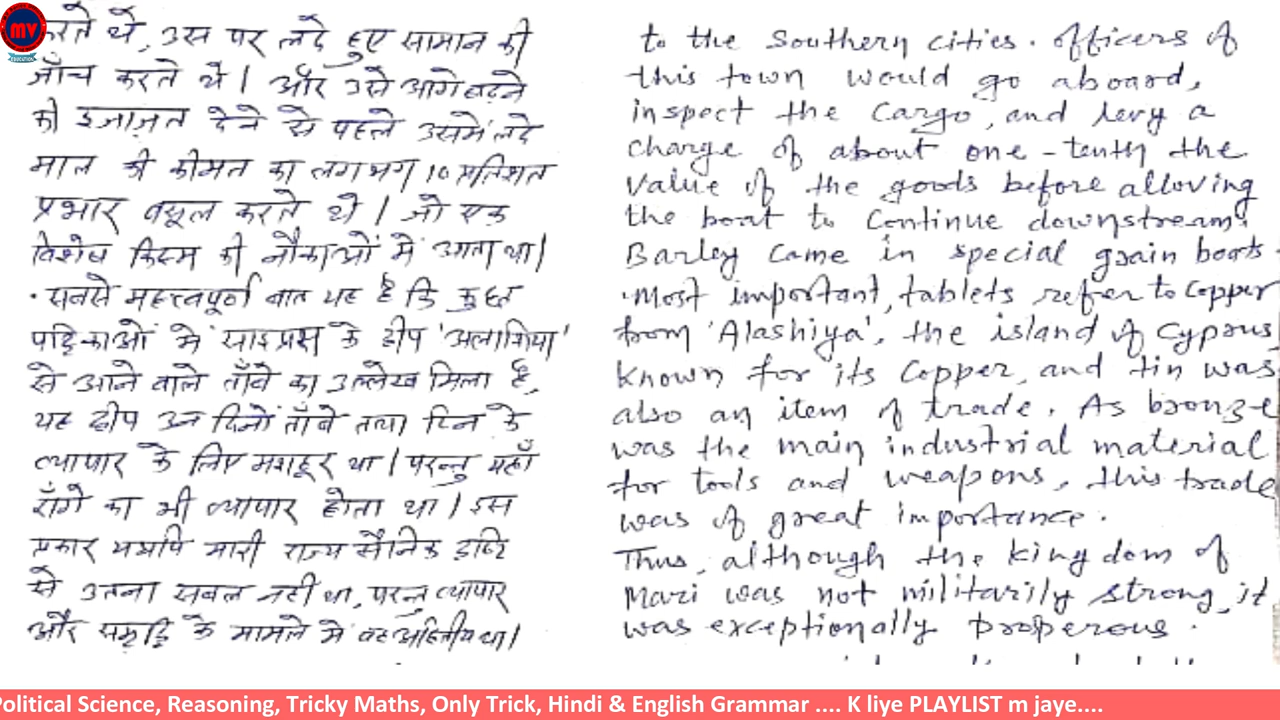 mv
EDUCATION
करते थे, उस पर लदे हुए सामान की
जाँच करते थे। और उसे आगे बढ़ने
की इजाज़त देने से पहले उसमें लदे
माल की कीमत का लगभग 10 प्रतिशत
प्रभार वसूल करते थे। जो एक
विशेष किस्म की नौकाओं में आता था।
·सबसे महत्त्वपूर्ण बात यह है कि कुछ
पट्टिकाओं में साइप्रस के द्वीप 'अलाशिया'
से आने वाले ताँबे का उल्लेख मिला है,
यह द्वीप उन दिनों ताँबे तथा टिन के
व्यापार के लिए मशहूर था। परन्तु यहाँ
राँगे का भी व्यापार होता था। इस
प्रकार यद्यपि मारी राज्य सैनिक दृष्टि
से उतना सबल नहीं था, परन्तु व्यापार
और समृद्धि के मामले में वह अद्वितीय था।
to the Southern cities. Officers of
this town would go aboard,
inspect the Cargo, and levy a
charge of about one-tenth the
Value of the goods before alloving
the boat to Continue downstream.
Barley Came in special grain boats.
·Most important, tablets refer to Copper
from 'Alashiya', the island of Cyprus,
Known for its Copper, and tin was
also an item of trade. As bronze
was the main industrial material
for tools and weapons, this trade
was of great importance.
Thus, although the Kingdom of
Mari was not militarily strong, it
was exceptionally prosperous.
Political Science, Reasoning, Tricky Maths, Only Trick, Hindi & English Grammar .... K liye PLAYLIST m jaye....